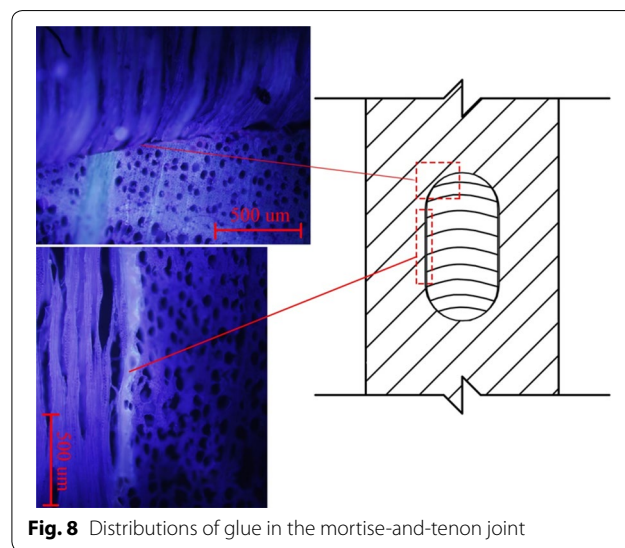 500 um
500 um
Fig. 8 Distributions of glue in the mortise-and-tenon joint